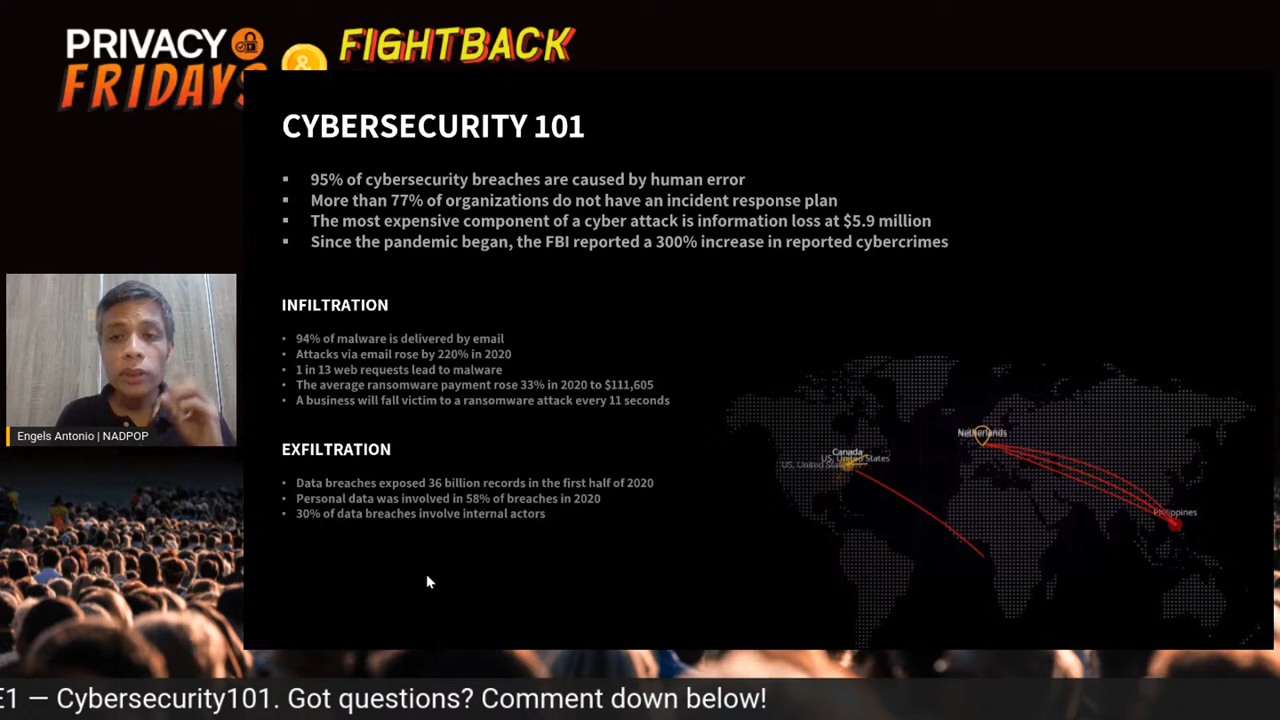 PRIVACY
FRIDAYS
&
FIGHTBACK
CYBERSECURITY 101
▪ 95% of cybersecurity breaches are caused by human error
▪ More than 77% of organizations do not have an incident response plan
▪ The most expensive component of a cyber attack is information loss at $5.9 million
▪ Since the pandemic began, the FBI reported a 300% increase in reported cybercrimes
INFILTRATION
• 94% of malware is delivered by email
• Attacks via email rose by 220% in 2020
• 1 in 13 web requests lead to malware
• The average ransomware payment rose 33% in 2020 to $111,605
• A business will fall victim to a ransomware attack every 11 seconds
EXFILTRATION
• Data breaches exposed 36 billion records in the first half of 2020
• Personal data was involved in 58% of breaches in 2020
• 30% of data breaches involve internal actors
Netherlands
Canada
US, United States
US, United
Philippines
Engels Antonio | NADPOP
E1 — Cybersecurity101. Got questions? Comment down below!